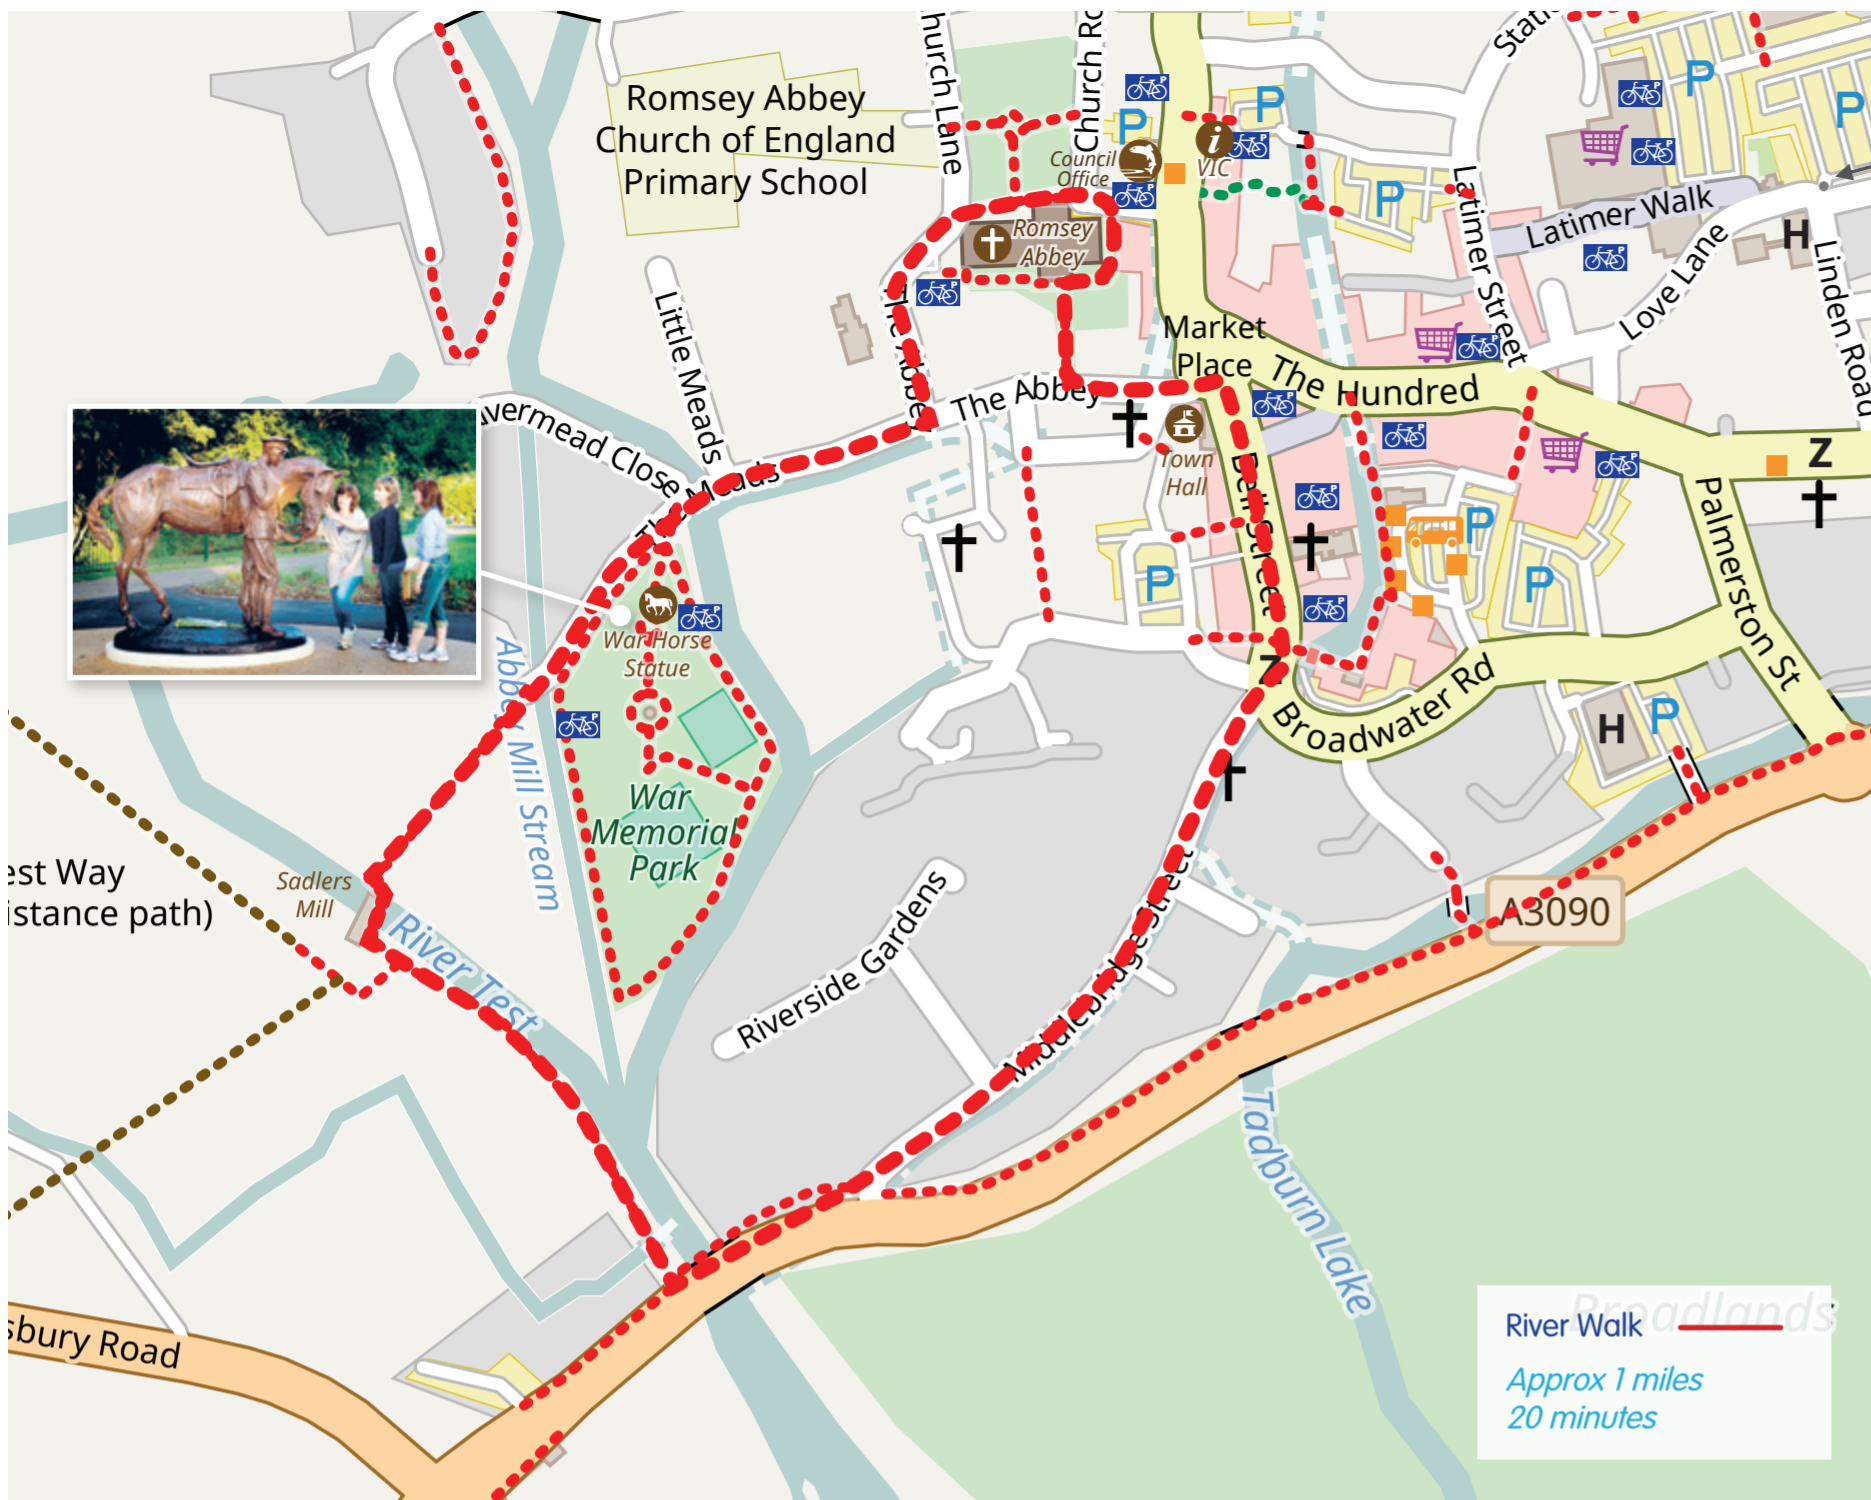 Church Ro
hurch Lane
Stati
Romsey Abbey
Church of England
Primary School
P
P
P
P
P
Council
Office
i
VIC
Latimer Street
Latimer Walk
H
Love Lane
Linden Road
Romsey
Abbey
The Abbey
Little Meads
Market
Place
The Hundred
The Abbey
avermead Close
Meads
Town
Hall
Bell Street
Z
P
P
P
Palmerston St
War Horse
Statue
Z
Broadwater Rd
H
P
Abbey Mill Stream
War
Memorial
Park
est Way
istance path)
Sadlers
Mill
River Test
Riverside Gardens
Middlebridge Street
A3090
Tadburn Lake
sbury Road
Broadlands
River Walk
Approx 1 miles
20 minutes